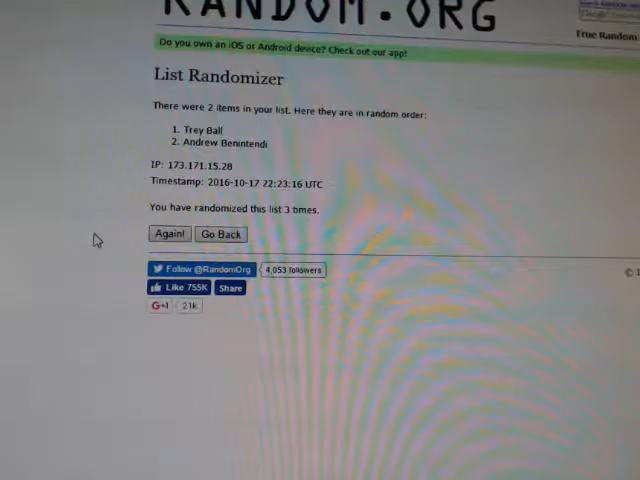 RANDOM.ORG
True Random
Do you own an iOS or Android device? Check out our app!
List Randomizer
There were 2 items in your list. Here they are in random order:
1. Trey Ball
2. Andrew Benintendi
IP: 173.171.15.28
Timestamp: 2016-10-17 22:23:16 UTC
You have randomized this list 3 times.
Again! Go Back
Follow @RandomOrg 4,053 followers
Like 755K Share
G+1 21k